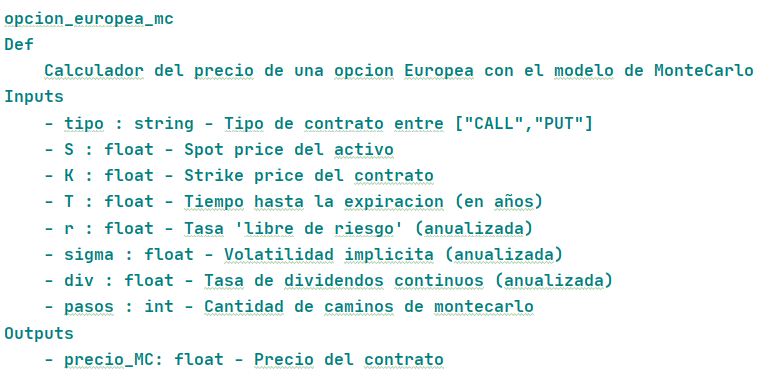 opcion_europea_mc
Def
Calculador del precio de una opcion Europea con el modelo de MonteCarlo
Inputs
- tipo : string - Tipo de contrato entre ["CALL","PUT"]
- S : float - Spot price del activo
- K : float - Strike price del contrato
- T : float - Tiempo hasta la expiracion (en años)
- r : float - Tasa 'libre de riesgo' (anualizada)
- sigma : float - Volatilidad implicita (anualizada)
- div : float - Tasa de dividendos continuos (anualizada)
- pasos : int - Cantidad de caminos de montecarlo
Outputs
- precio_MC: float - Precio del contrato